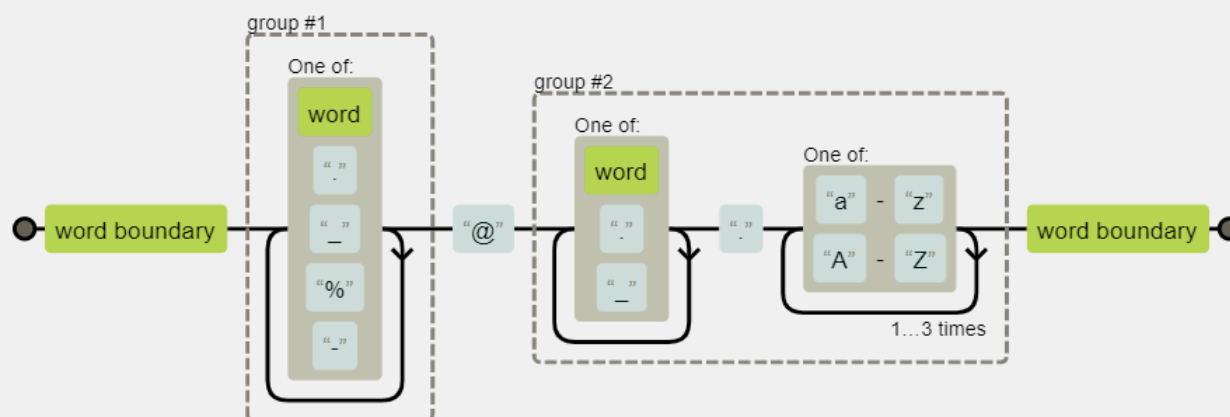 group #1
One of:
word
“.”
“_”
“%”
“-”
“@”
group #2
One of:
word
“.”
“_”
“.”
One of:
“a” - “z”
“A” - “Z”
1...3 times
word boundary
word boundary